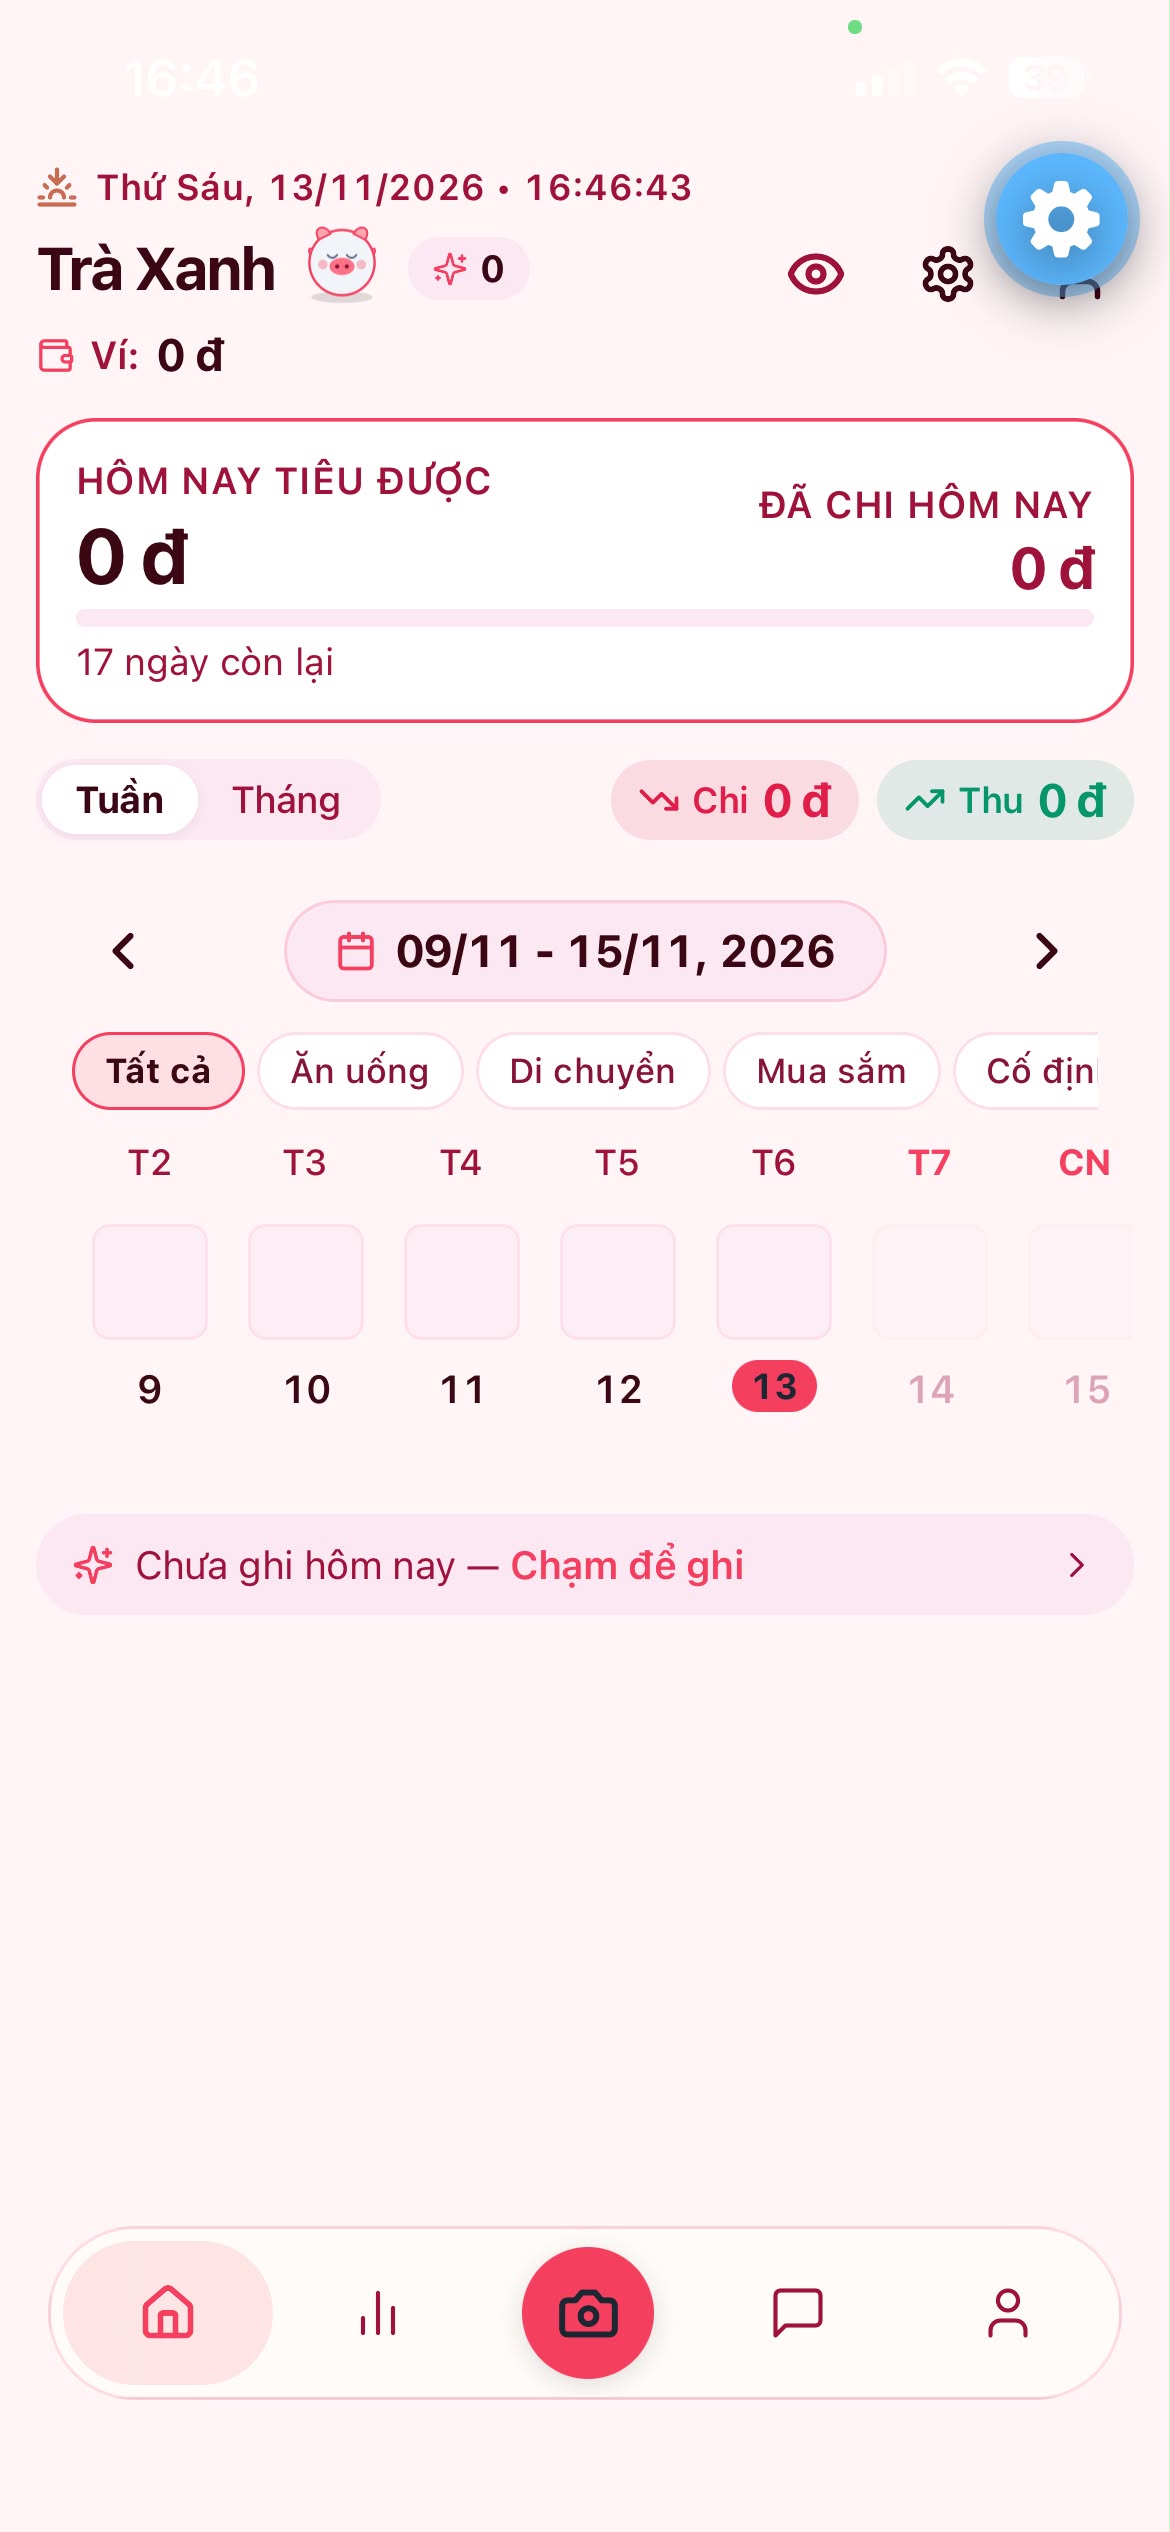 16:46
39
Thứ Sáu, 13/11/2026 • 16:46:43
Trà Xanh 0
Ví: 0 đ
HÔM NAY TIÊU ĐƯỢC
ĐÃ CHI HÔM NAY
0 đ
0 đ
17 ngày còn lại
Tuần Tháng Chi 0 đ Thu 0 đ
09/11 - 15/11, 2026
Tất cả Ăn uống Di chuyển Mua sắm Cố địn
T2 T3 T4 T5 T6 T7 CN
9 10 11 12 13 14 15
Chưa ghi hôm nay — Chạm để ghi